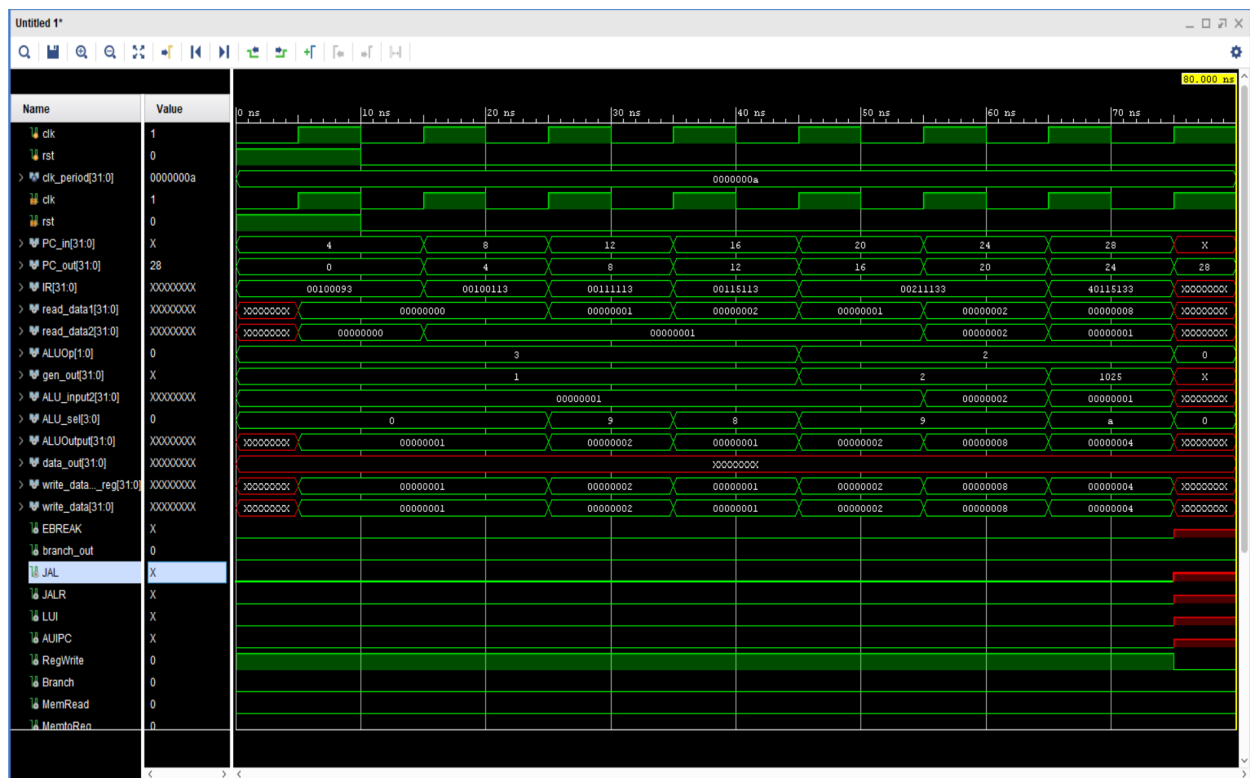 Untitled 1*
80.000 ns
Name Value 0 ns 10 ns 20 ns 30 ns 40 ns 50 ns 60 ns 70 ns
clk 1
rst 0
clk_period[31:0] 0000000a 0000000a
clk 1
rst 0
PC_in[31:0] X 4 8 12 16 20 24 28 X
PC_out[31:0] 28 0 4 8 12 16 20 24 28
IR[31:0] XXXXXXXX 00100093 00100113 00111113 00115113 00211133 40115133 XXXXXXXX
read_data1[31:0] XXXXXXXX XXXXXXXX 00000000 00000001 00000002 00000001 00000002 00000008 XXXXXXXX
read_data2[31:0] XXXXXXXX XXXXXXXX 00000000 00000001 00000002 00000001 XXXXXXXX
ALUOp[1:0] 0 3 2 0
gen_out[31:0] X 1 2 1025 X
ALU_input2[31:0] XXXXXXXX 00000001 00000002 00000001 XXXXXXXX
ALU_sel[3:0] 0 0 9 8 9 a 0
ALUOutput[31:0] XXXXXXXX XXXXXXXX 00000001 00000002 00000001 00000002 00000008 00000004 XXXXXXXX
data_out[31:0] XXXXXXXX XXXXXXXX
write_data..._reg[31:0] XXXXXXXX XXXXXXXX 00000001 00000002 00000001 00000002 00000008 00000004 XXXXXXXX
write_data[31:0] XXXXXXXX XXXXXXXX 00000001 00000002 00000001 00000002 00000008 00000004 XXXXXXXX
EBREAK X
branch_out 0
JAL X
JALR X
LUI X
AUIPC X
RegWrite 0
Branch 0
MemRead 0
MemtoReg 0